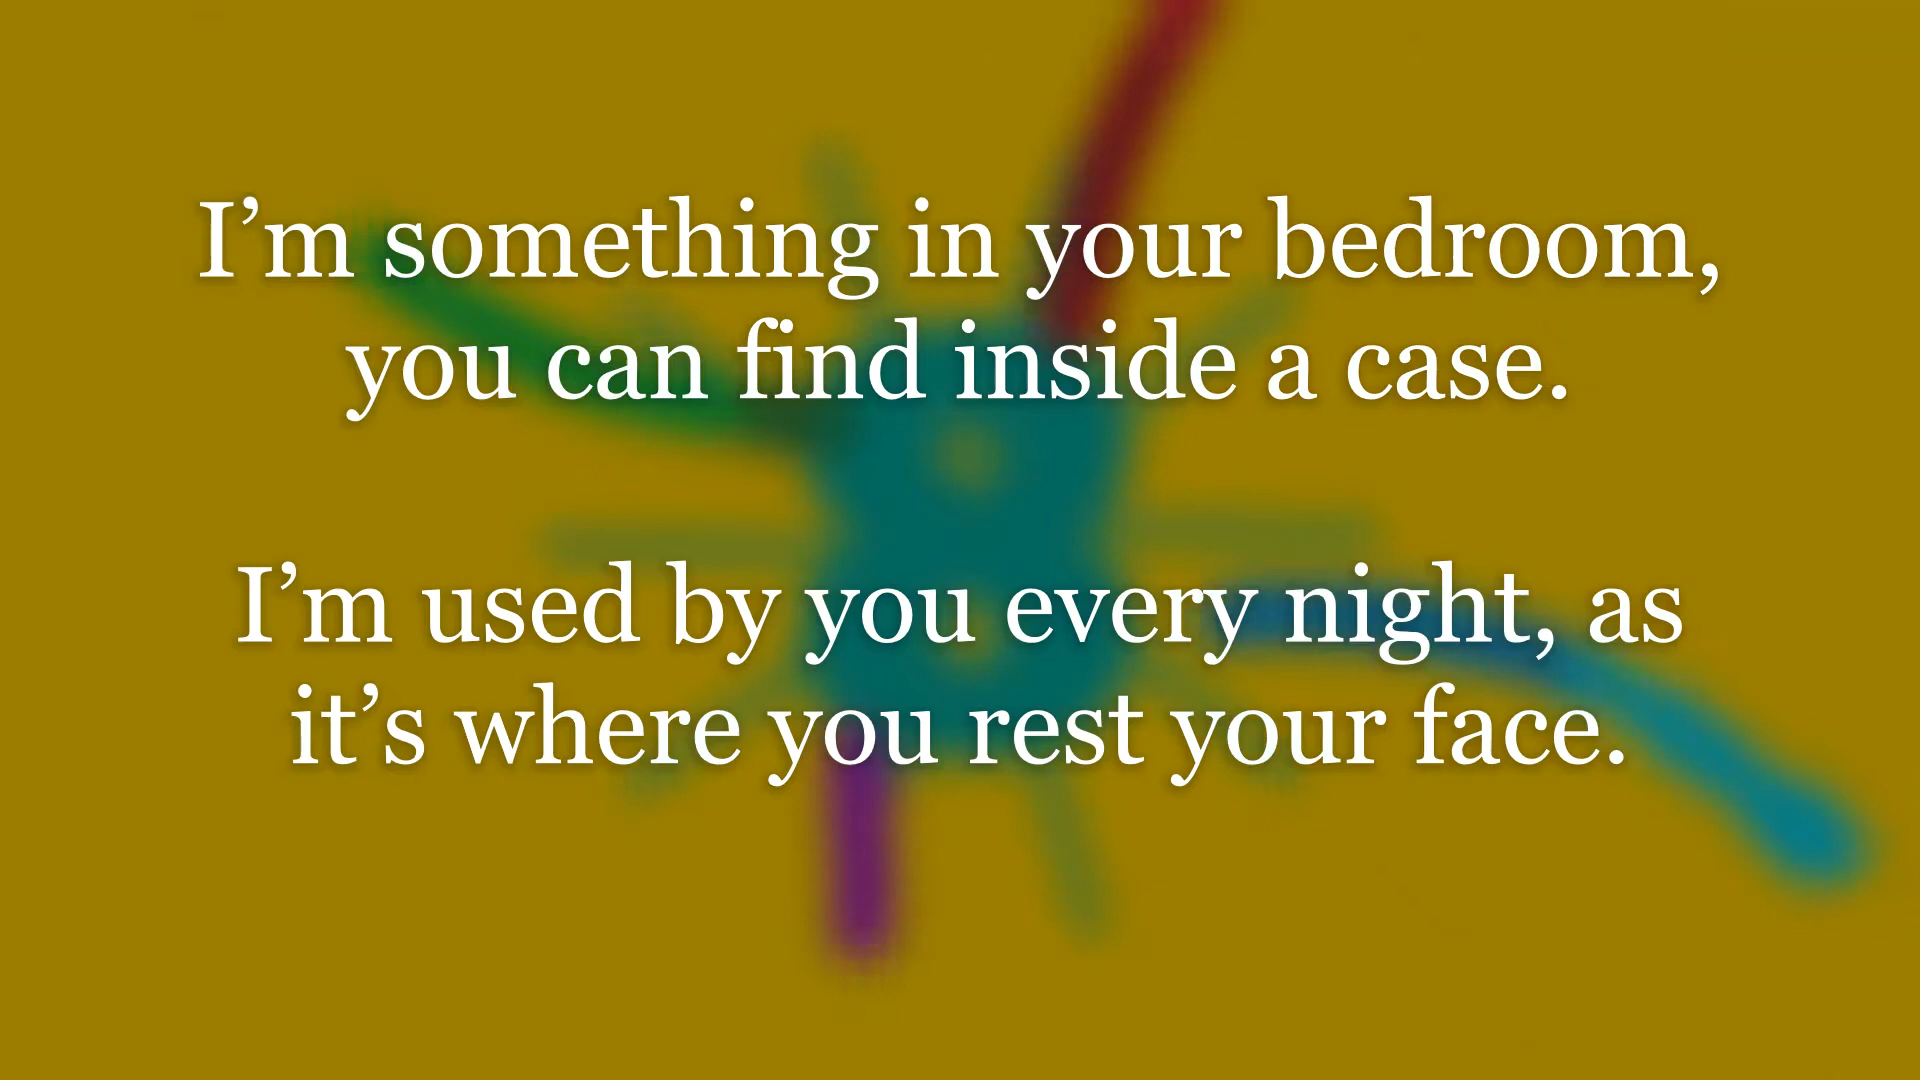 I’m something in your bedroom,
you can find inside a case.
I’m used by you every night, as
it’s where you rest your face.